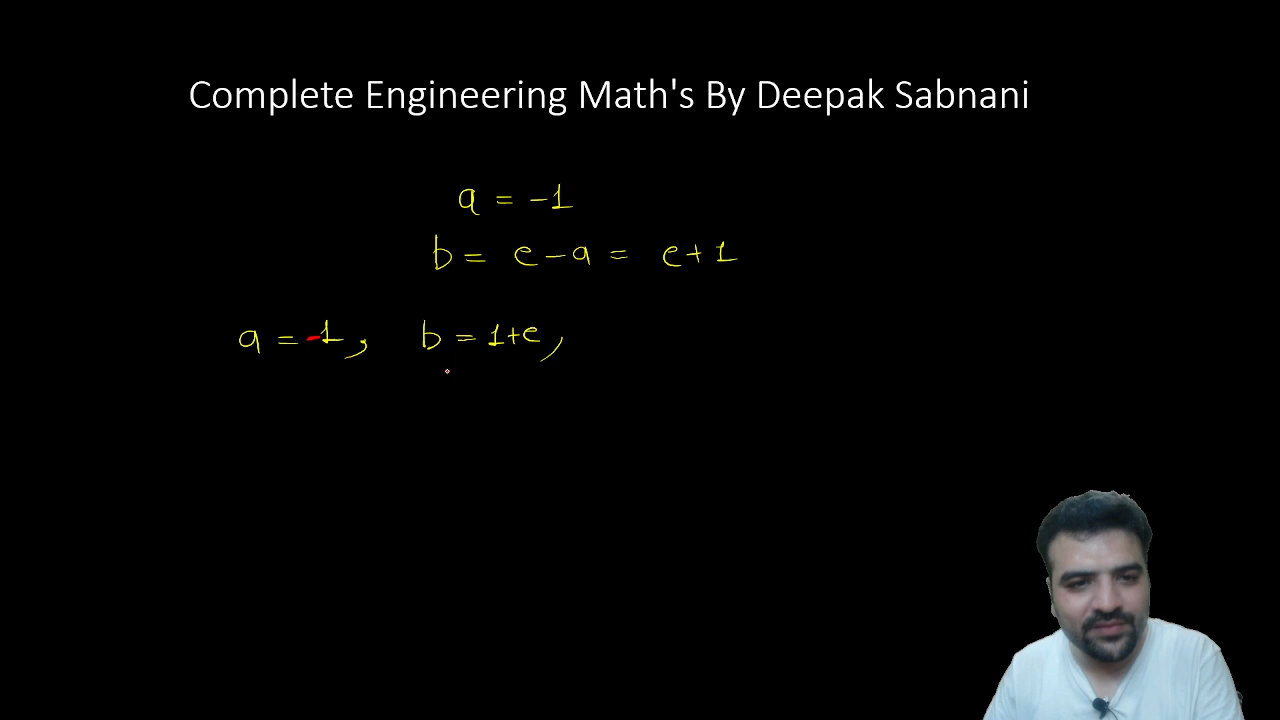 Complete Engineering Math's By Deepak Sabnani
a = -1
b = e - a = e + 1
a = -1, b = 1+e,